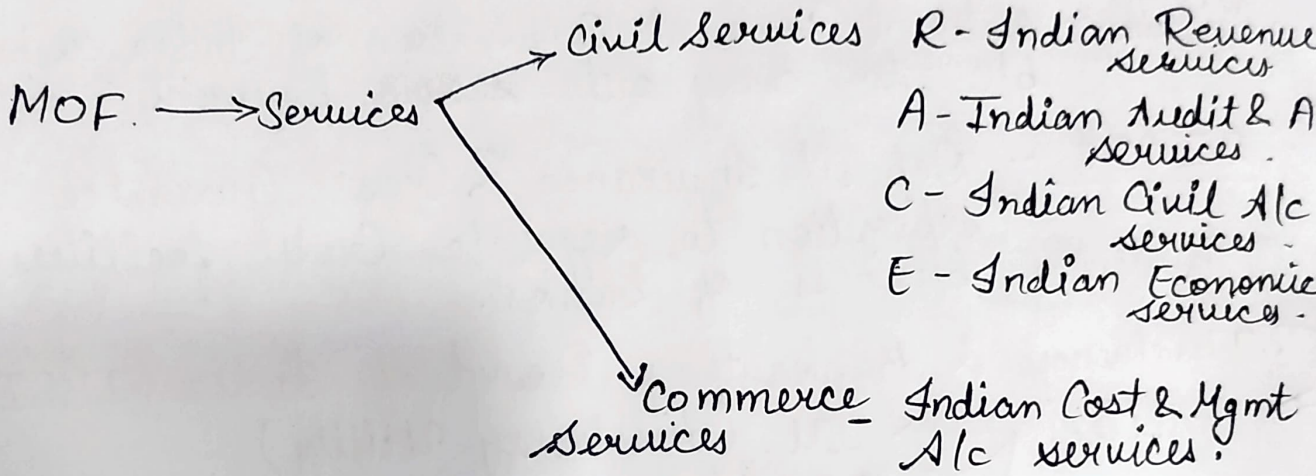 Civil Services R - Indian Revenue
services
MOF. → Services
A - Indian Audit & A
services.
C - Indian Civil A/c
services.
E - Indian Economic
services.
Commerce Indian Cost & Mgmt
services A/c services.